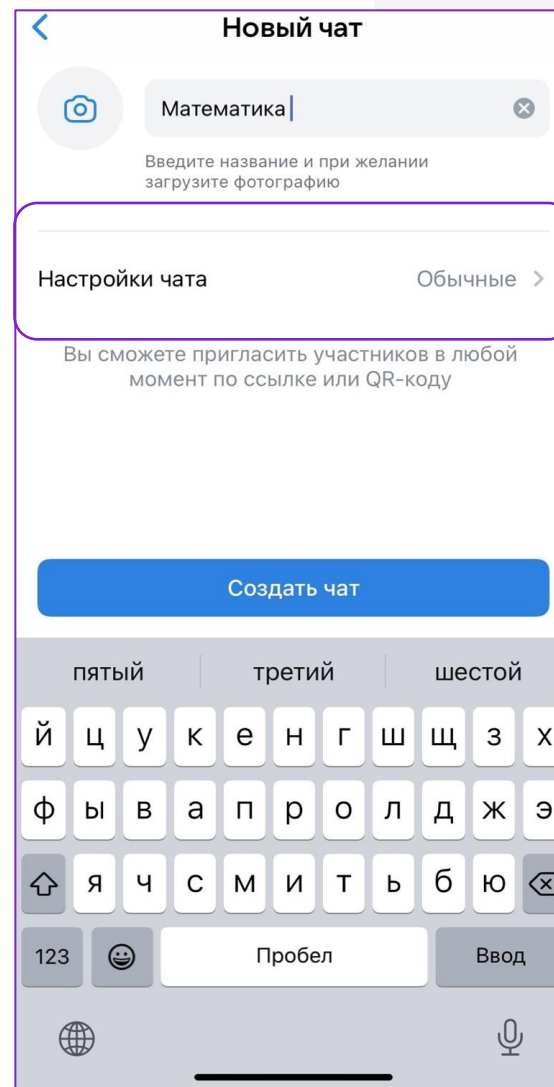 Новый чат
Математика
Введите название и при желании
загрузите фотографию
Настройки чата Обычные
Вы сможете пригласить участников в любой
момент по ссылке или QR-коду
Создать чат
пятый третий шестой
й ц у к е н г ш щ з х
ф ы в а п р о л д ж э
я ч с м и т ь б ю
123 Пробел Ввод